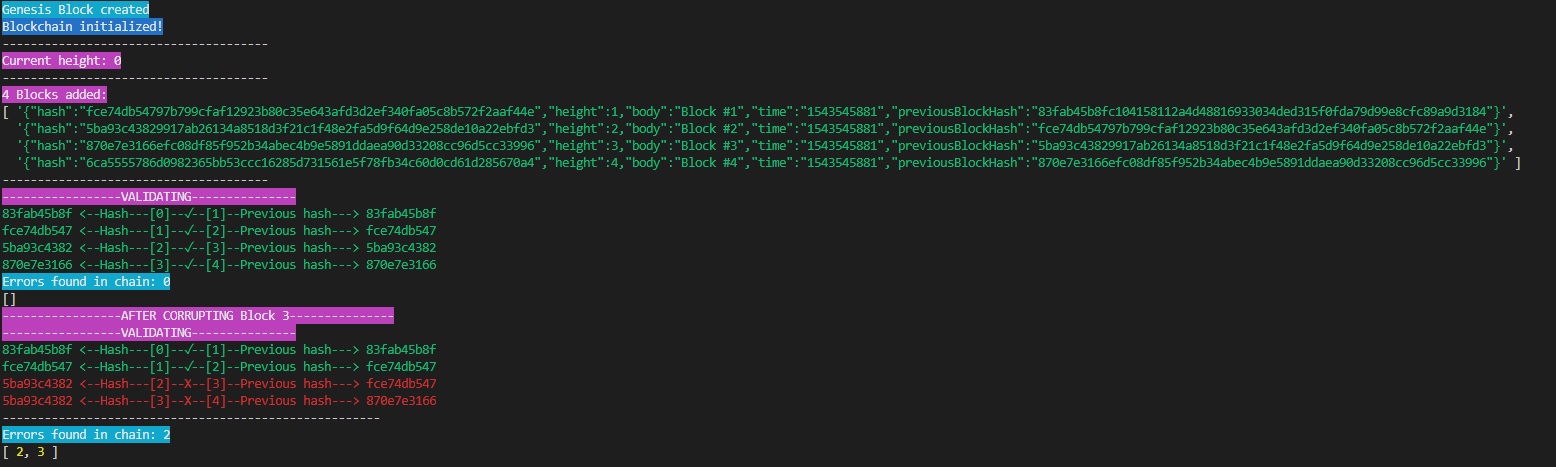 Genesis Block created
Blockchain initialized!
-----------------------------------
Current height: 0
-----------------------------------
4 Blocks added:
[ '{"hash":"fce74db54797b799cfaf12923b80c35e643afd3d2ef340fa05c8b572f2aaf44e","height":1,"body":"Block #1","time":"1543545881","previousBlockHash":"83fab45b8fc104158112a4d48816933034ded315f0fda79d99e8cfc89a9d3184"}',
'{"hash":"5ba93c43829917ab26134a8518d3f21c1f48e2fa5d9f64d9e258de10a22ebfd3","height":2,"body":"Block #2","time":"1543545881","previousBlockHash":"fce74db54797b799cfaf12923b80c35e643afd3d2ef340fa05c8b572f2aaf44e"}',
'{"hash":"870e7e3166efc08df85f952b34abec4b9e5891ddaea90d33208cc96d5cc33996","height":3,"body":"Block #3","time":"1543545881","previousBlockHash":"5ba93c43829917ab26134a8518d3f21c1f48e2fa5d9f64d9e258de10a22ebfd3"}',
'{"hash":"6ca5555786d0982365bb53ccc16285d731561e5f78fb34c60d0cd61d285670a4","height":4,"body":"Block #4","time":"1543545881","previousBlockHash":"870e7e3166efc08df85f952b34abec4b9e5891ddaea90d33208cc96d5cc33996"}' ]
-----------------------------------
-----------------VALIDATING---------------
83fab45b8f <--Hash---[0]--✓--[1]--Previous hash---> 83fab45b8f
fce74db547 <--Hash---[1]--✓--[2]--Previous hash---> fce74db547
5ba93c4382 <--Hash---[2]--✓--[3]--Previous hash---> 5ba93c4382
870e7e3166 <--Hash---[3]--✓--[4]--Previous hash---> 870e7e3166
Errors found in chain: 0
[]
-----------------AFTER CORRUPTING Block 3---------------
-----------------VALIDATING---------------
83fab45b8f <--Hash---[0]--✓--[1]--Previous hash---> 83fab45b8f
fce74db547 <--Hash---[1]--✓--[2]--Previous hash---> fce74db547
5ba93c4382 <--Hash---[2]--X--[3]--Previous hash---> fce74db547
5ba93c4382 <--Hash---[3]--X--[4]--Previous hash---> 870e7e3166
------------------------------------------------------
Errors found in chain: 2
[ 2, 3 ]